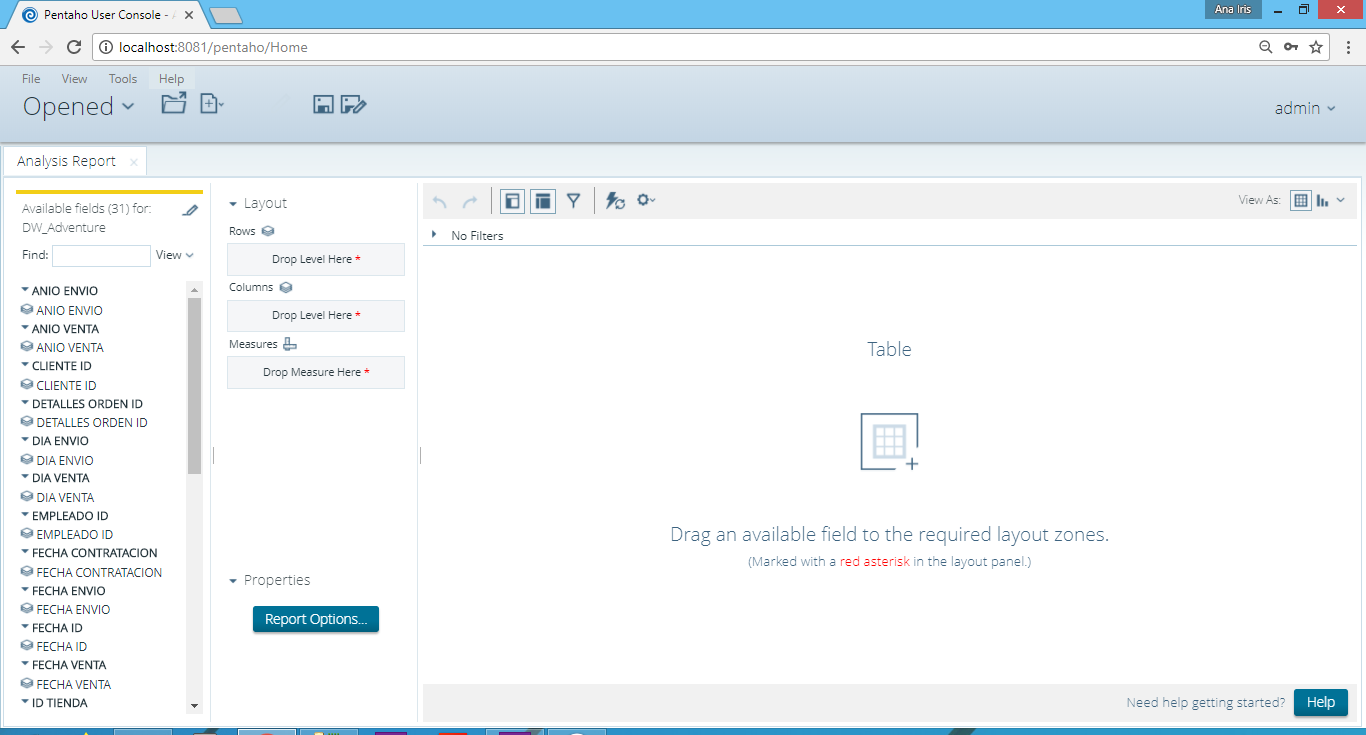 Pentaho User Console - A
Ana Iris
localhost:8081/pentaho/Home
File View Tools Help
Opened
admin
Analysis Report
Available fields (31) for:
DW_Adventure
Find:
View
ANIO ENVIO
ANIO ENVIO
ANIO VENTA
ANIO VENTA
CLIENTE ID
CLIENTE ID
DETALLES ORDEN ID
DETALLES ORDEN ID
DIA ENVIO
DIA ENVIO
DIA VENTA
DIA VENTA
EMPLEADO ID
EMPLEADO ID
FECHA CONTRATACION
FECHA CONTRATACION
FECHA ENVIO
FECHA ENVIO
FECHA ID
FECHA ID
FECHA VENTA
FECHA VENTA
ID TIENDA
Layout
Rows
Drop Level Here *
Columns
Drop Level Here *
Measures
Drop Measure Here *
Properties
Report Options...
View As:
No Filters
Table
Drag an available field to the required layout zones.
(Marked with a red asterisk in the layout panel.)
Need help getting started?
Help